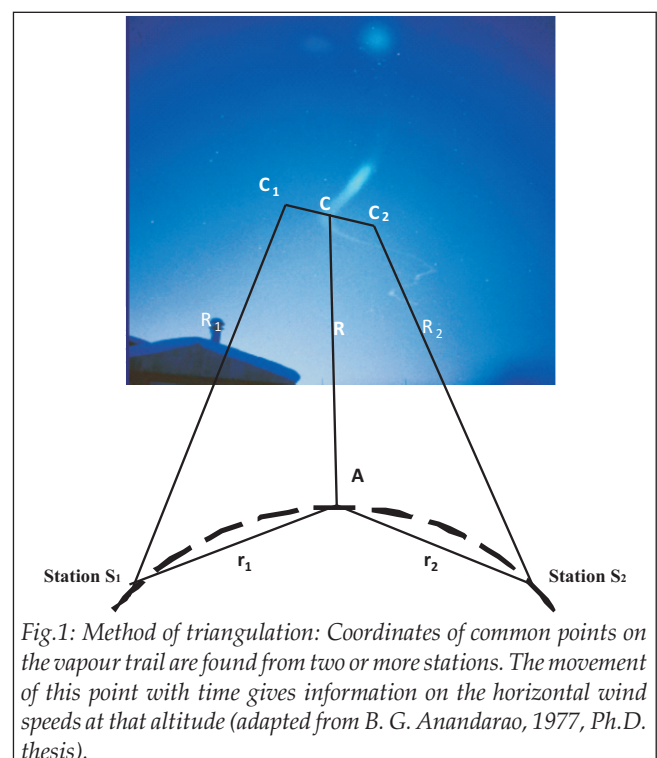 C1
C
C2
R1
R
R2
A
r1
r2
Station S1
Station S2
Fig.1: Method of triangulation: Coordinates of common points on
the vapour trail are found from two or more stations. The movement
of this point with time gives information on the horizontal wind
speeds at that altitude (adapted from B. G. Anandarao, 1977, Ph.D.
thesis).